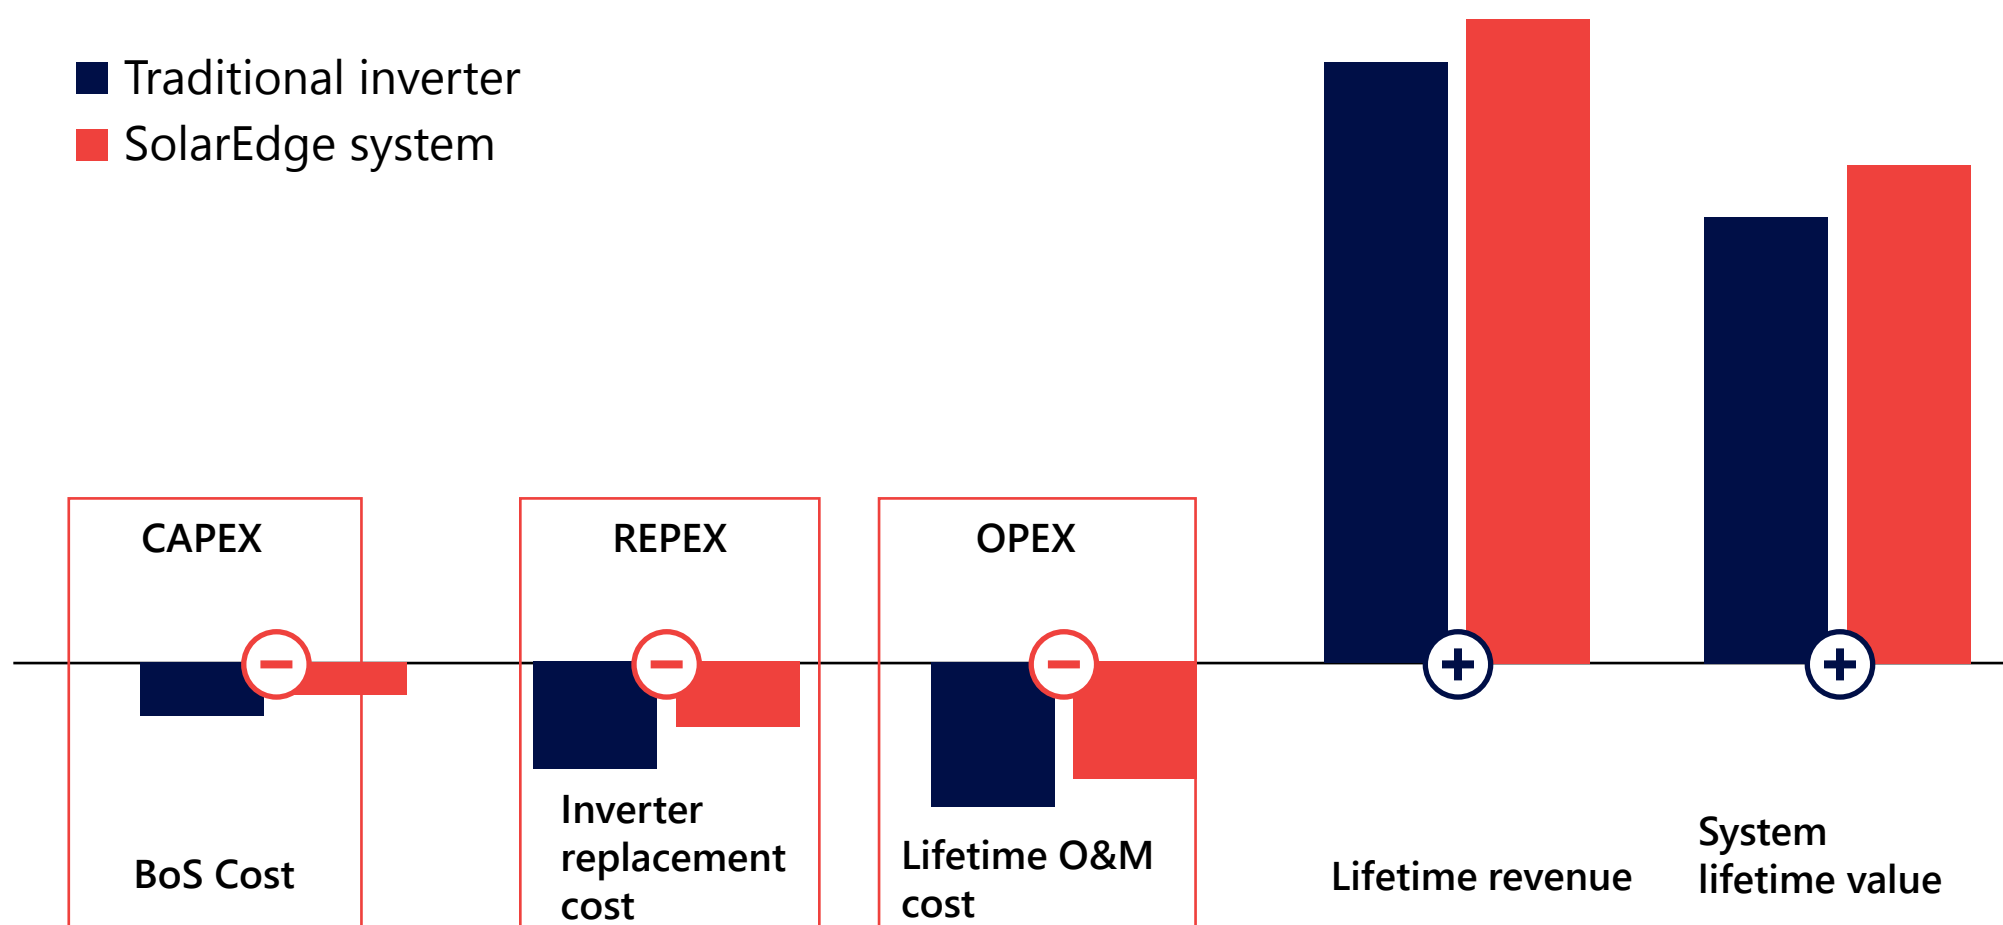 Traditional inverter
SolarEdge system
CAPEX
REPEX
OPEX
BoS Cost
Inverter
replacement
cost
Lifetime O&M
cost
Lifetime revenue
System
lifetime value